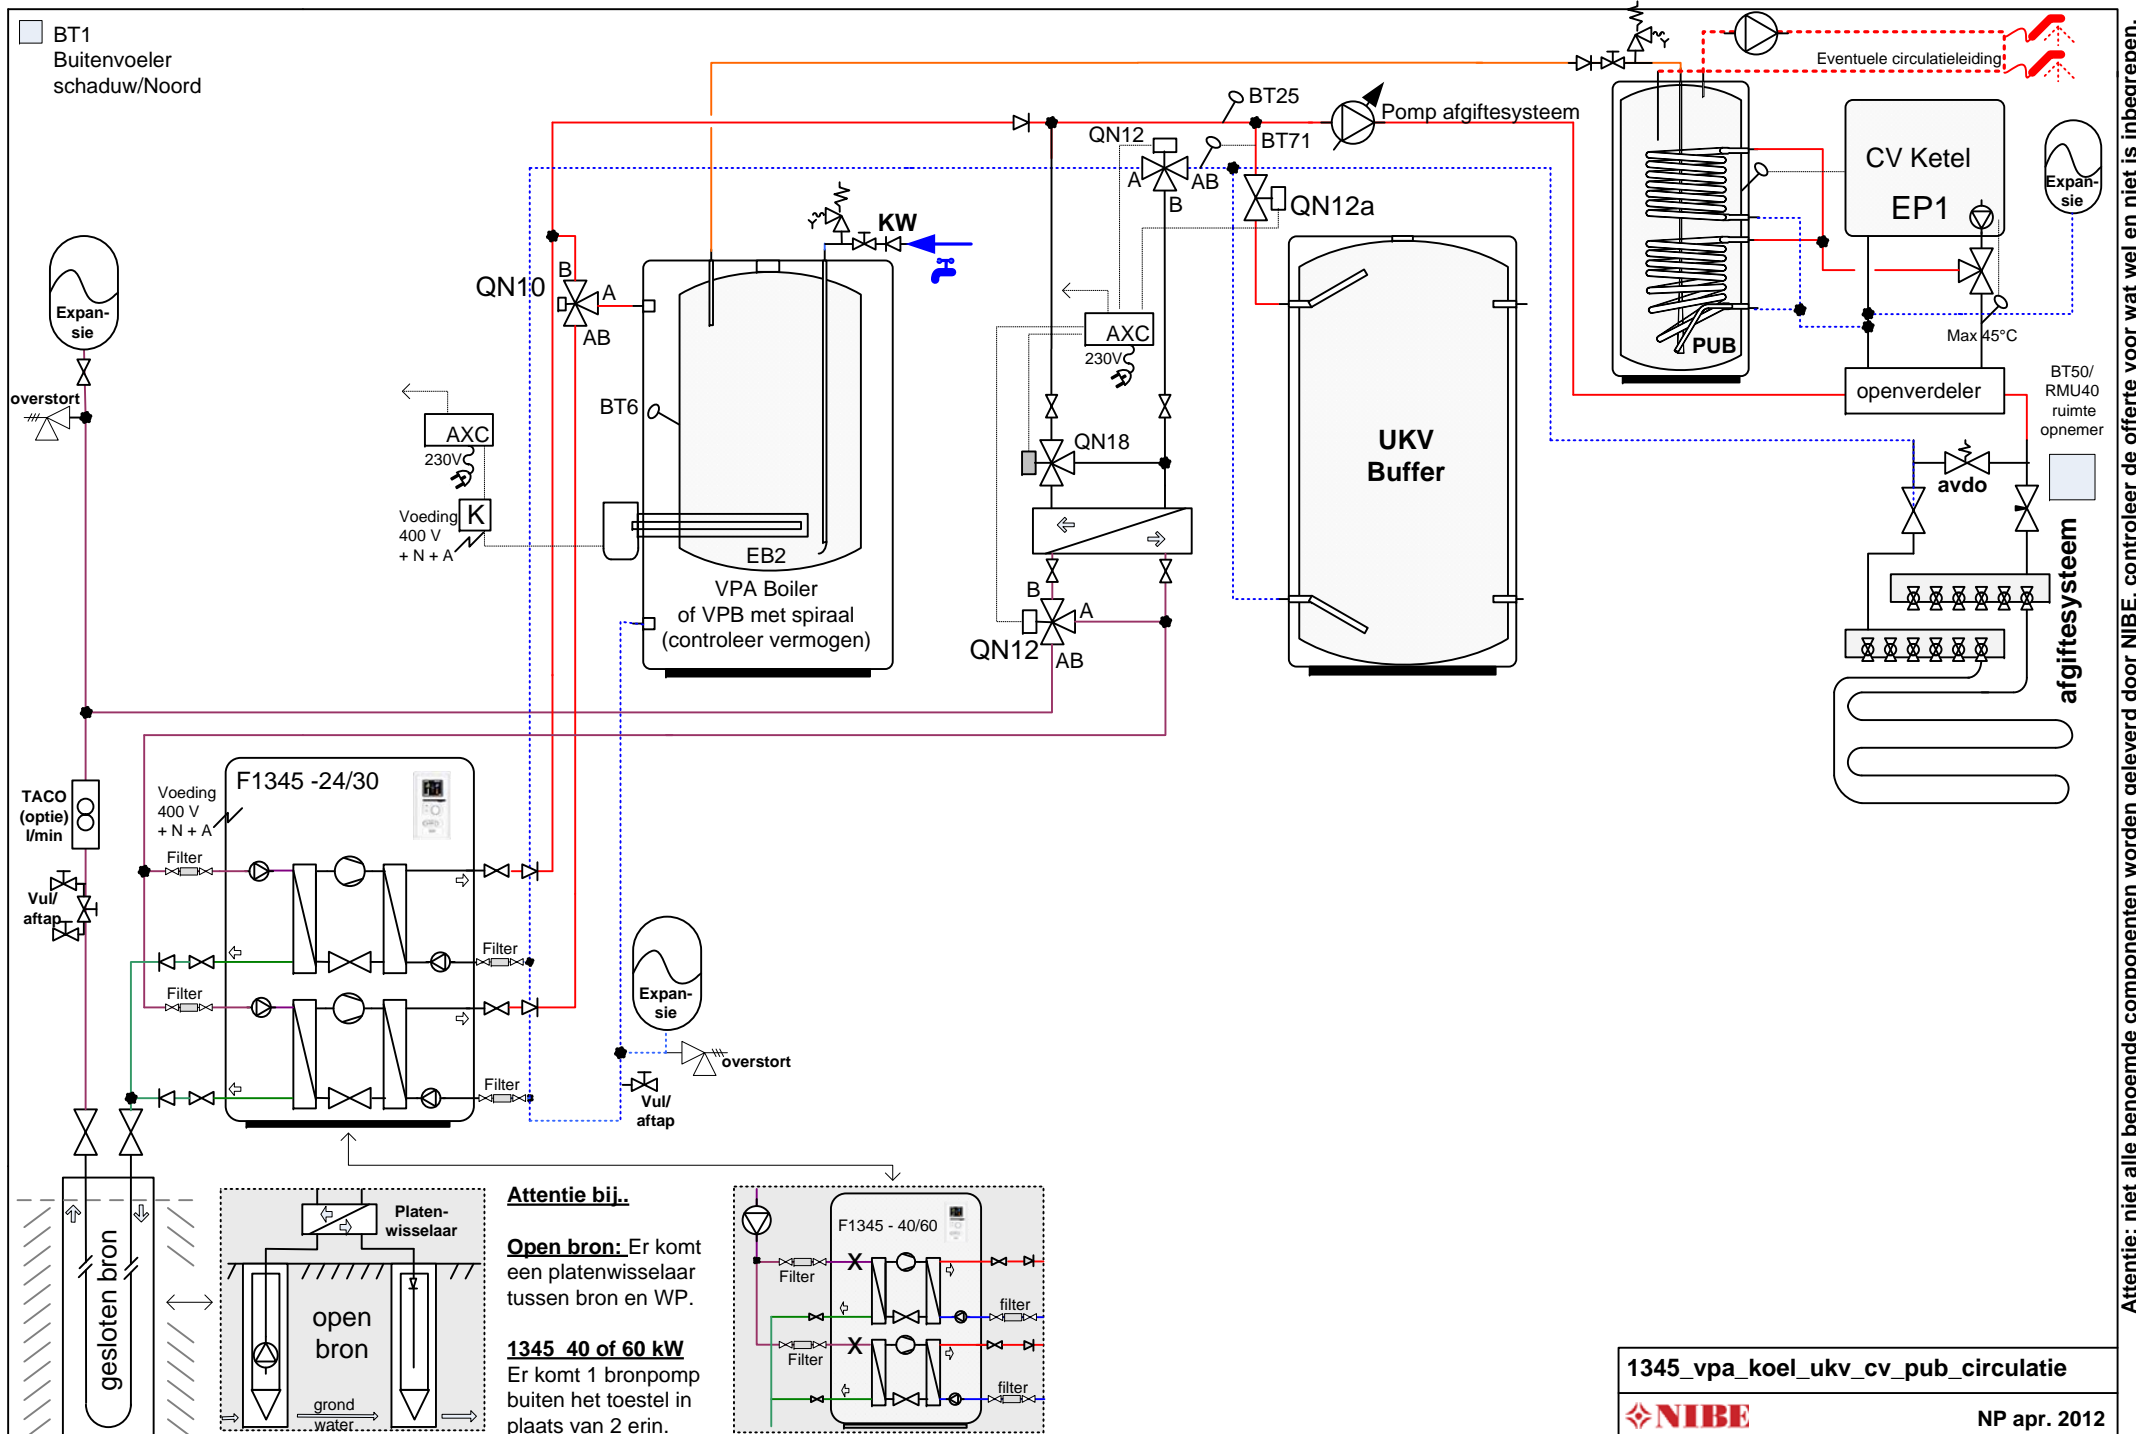 BT1
Buitenvoeler
schaduw/Noord
Eventuele circulatieleiding
BT25
Pomp afgiftesysteem
QN12
BT71
A
AB
B
QN12a
CV Ketel
EP1
Expan-
sie
Max 45°C
PUB
openverdeler
BT50/
RMU40
ruimte
opnemer
avdo
afgiftesysteem
KW
QN10
B
A
AB
Expan-
sie
overstort
BT6
AXC
230V
K
Voeding
400 V
+ N + A
EB2
VPA Boiler
of VPB met spiraal
(controleer vermogen)
AXC
230V
QN18
B
A
QN12
AB
UKV
Buffer
TACO
(optie)
l/min
Vul/
aftap
F1345 -24/30
Voeding
400 V
+ N + A
Filter
Filter
Filter
Filter
Expan-
sie
overstort
Vul/
aftap
gesloten bron
Platen-
wisselaar
open
bron
grond
water
Attentie bij..
Open bron: Er komt
een platenwisselaar
tussen bron en WP.
1345 40 of 60 kW
Er komt 1 bronpomp
buiten het toestel in
plaats van 2 erin.
F1345 - 40/60
Filter
filter
Filter
filter
X
X
1345_vpa_koel_ukv_cv_pub_circulatie
NIBE
NP apr. 2012
Attentie: niet alle benoemde componenten worden geleverd door NIBE, controleer de offerte voor wat wel en niet is inbegrepen.